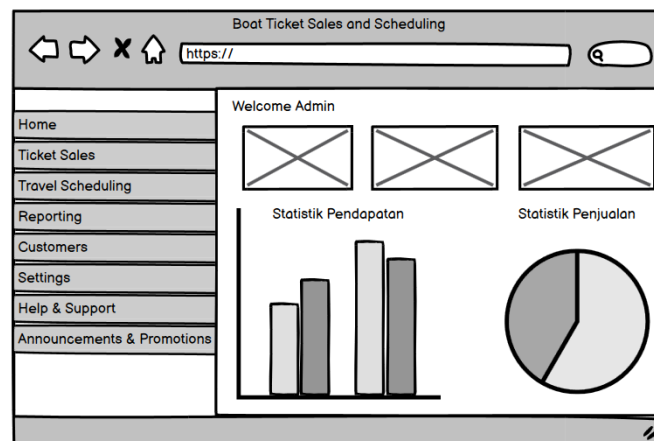 Boat Ticket Sales and Scheduling
https://
Welcome Admin
Home
Ticket Sales
Travel Scheduling
Reporting
Customers
Settings
Help & Support
Announcements & Promotions
Statistik Pendapatan
Statistik Penjualan